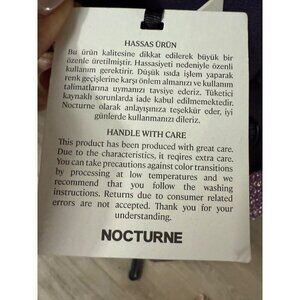 HASSAS ÜRÜN
Bu ürün kalitesine dikkat edilerek büyük bir
özenle üretilmiştir. Hassasiyeti nedeniyle özenli
kullanım gerektirir. Düşük ısıda işlem yaparak
renk geçişlerine karşı önlem almanızı ve kullanım
talimatlarına uymanızı tavsiye ederiz. Tüketici
kaynaklı sorunlarda iade kabul edilmemektedir.
Nocturne olarak anlayışınıza teşekkür eder, iyi
günlerde kullanmanızı dileriz.
HANDLE WITH CARE
This product has been produced with great care.
Due to the characteristics, it reqires extra care.
You can take precautions against color transitions
by processing at low temperatures and we
recommend that you follow the washing
instructions. Returns due to consumer related
errors are not accepted. Thank you for your
understanding.
NOCTURNE